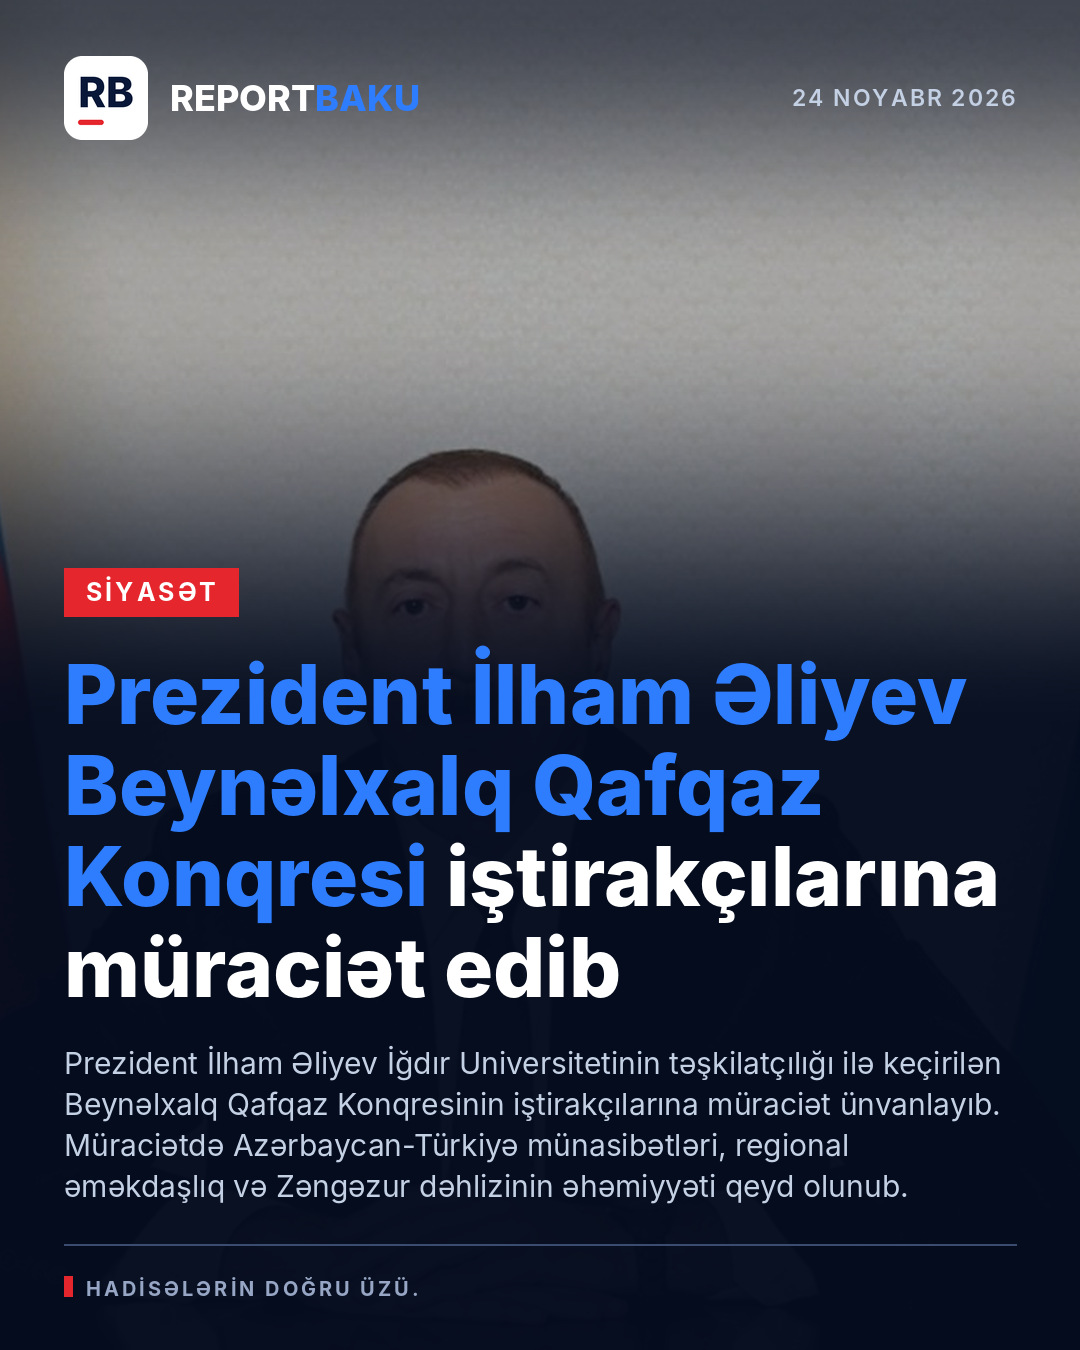 RB
REPORTBAKU
24 NOYABR 2026
SİYASƏT
Prezident İlham Əliyev
Beynəlxalq Qafqaz
Konqresi iştirakçılarına
müraciət edib
Prezident İlham Əliyev İğdır Universitetinin təşkilatçılığı ilə keçirilən
Beynəlxalq Qafqaz Konqresinin iştirakçılarına müraciət ünvanlayıb.
Müraciətdə Azərbaycan-Türkiyə münasibətləri, regional
əməkdaşlıq və Zəngəzur dəhlizinin əhəmiyyəti qeyd olunub.
HADİSƏLƏRİN DOĞRU ÜZÜ.